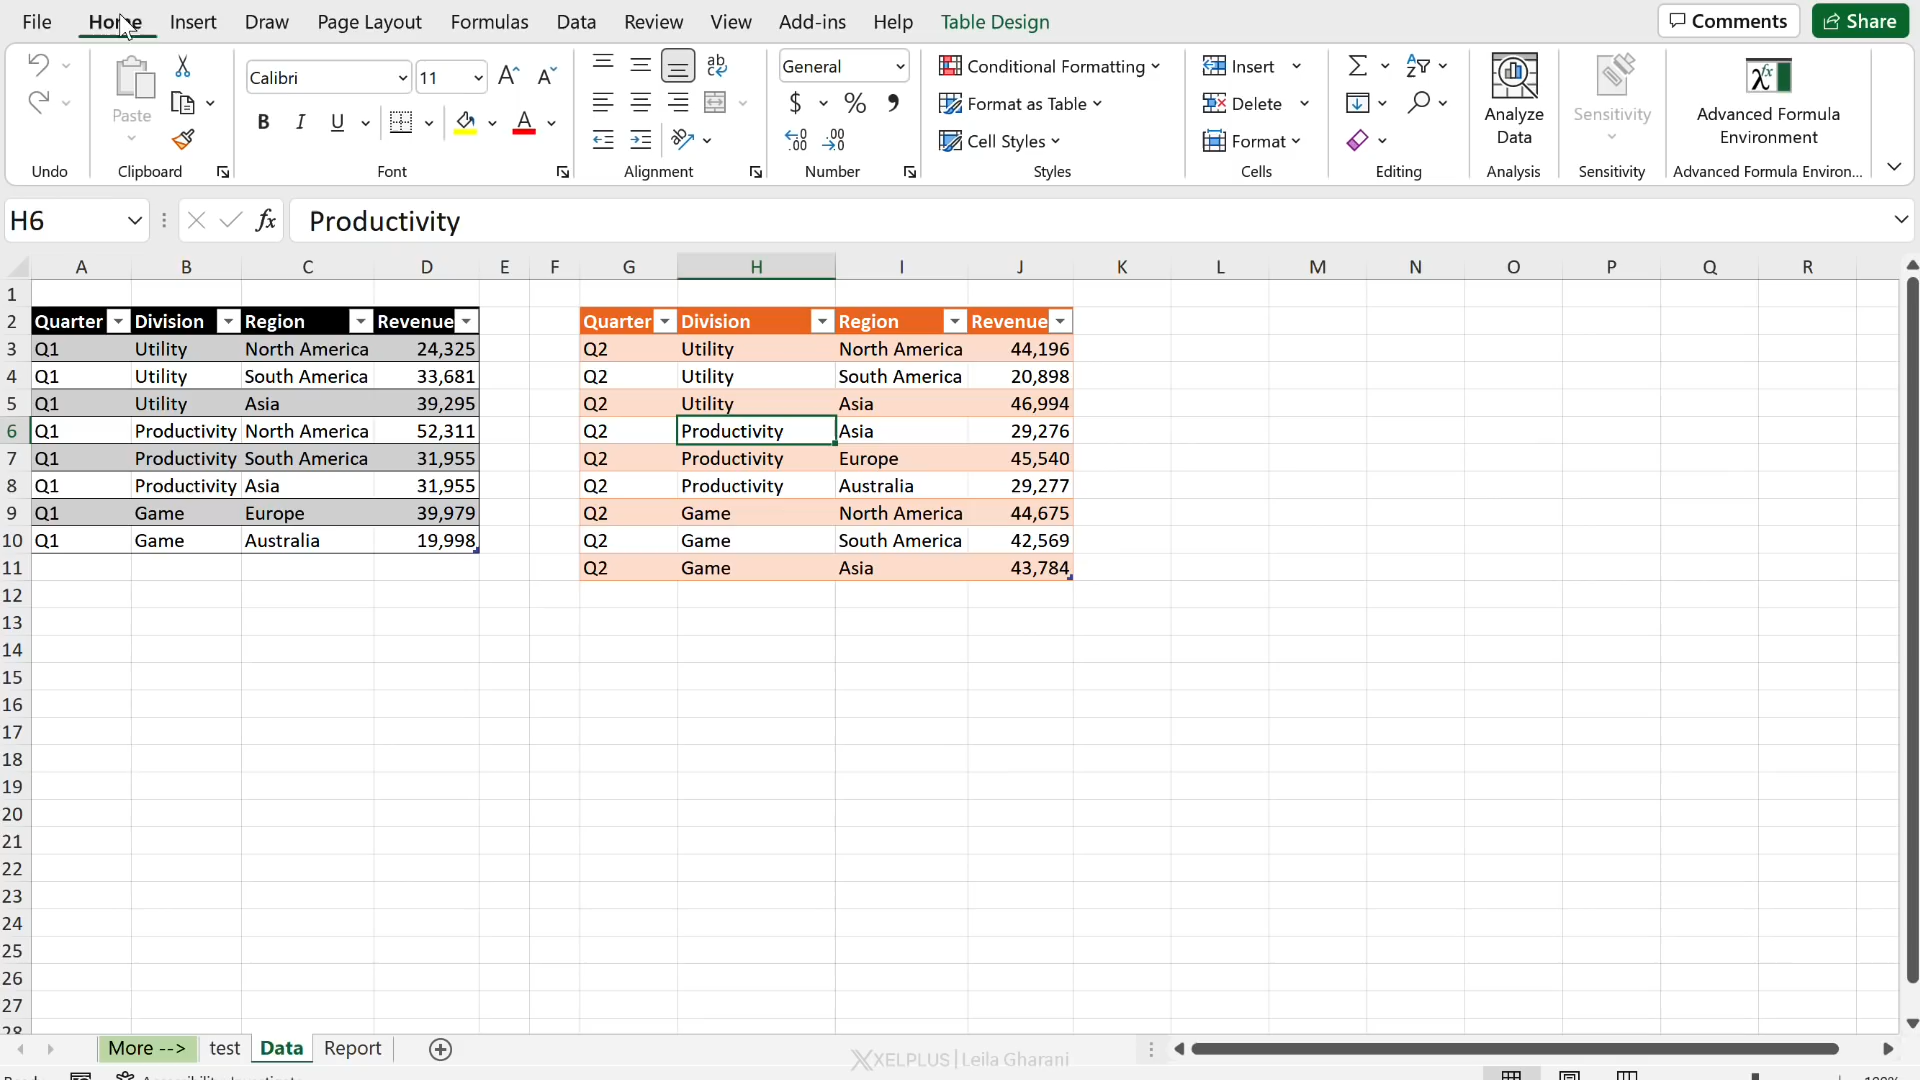 File Home Insert Draw Page Layout Formulas Data Review View Add-ins Help Table Design Comments Share
Calibri 11 General Conditional Formatting Insert
Paste Format as Table Delete Analyze Data Sensitivity Advanced Formula Environment
B I U Cell Styles Format
Undo Clipboard Font Alignment Number Styles Cells Editing Analysis Sensitivity Advanced Formula Environ...
H6 fx Productivity
A B C D E F G H I J K L M N O P Q R
1
2 Quarter Division Region Revenue Quarter Division Region Revenue
3 Q1 Utility North America 24,325 Q2 Utility North America 44,196
4 Q1 Utility South America 33,681 Q2 Utility South America 20,898
5 Q1 Utility Asia 39,295 Q2 Utility Asia 46,994
6 Q1 Productivity North America 52,311 Q2 Productivity Asia 29,276
7 Q1 Productivity South America 31,955 Q2 Productivity Europe 45,540
8 Q1 Productivity Asia 31,955 Q2 Productivity Australia 29,277
9 Q1 Game Europe 39,979 Q2 Game North America 44,675
10 Q1 Game Australia 19,998 Q2 Game South America 42,569
11 Q2 Game Asia 43,784
12
13
14
15
16
17
18
19
20
21
22
23
24
25
26
27
28
More --> test Data Report
XELPLUS | Leila Gharani